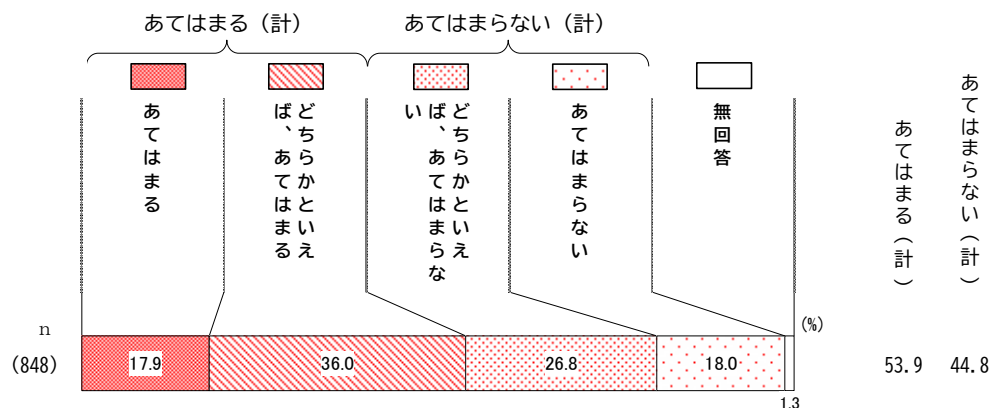 あてはまる（計）
あてはまらない（計）
あてはまる
どちらかといえ
ば、あてはまる
どちらかといえ
ば、あてはまらな
い
あてはまらない
無回答
あてはまる（計）
あてはまらない（計）
n
(%)
(848)
17.9
36.0
26.8
18.0
1.3
53.9
44.8